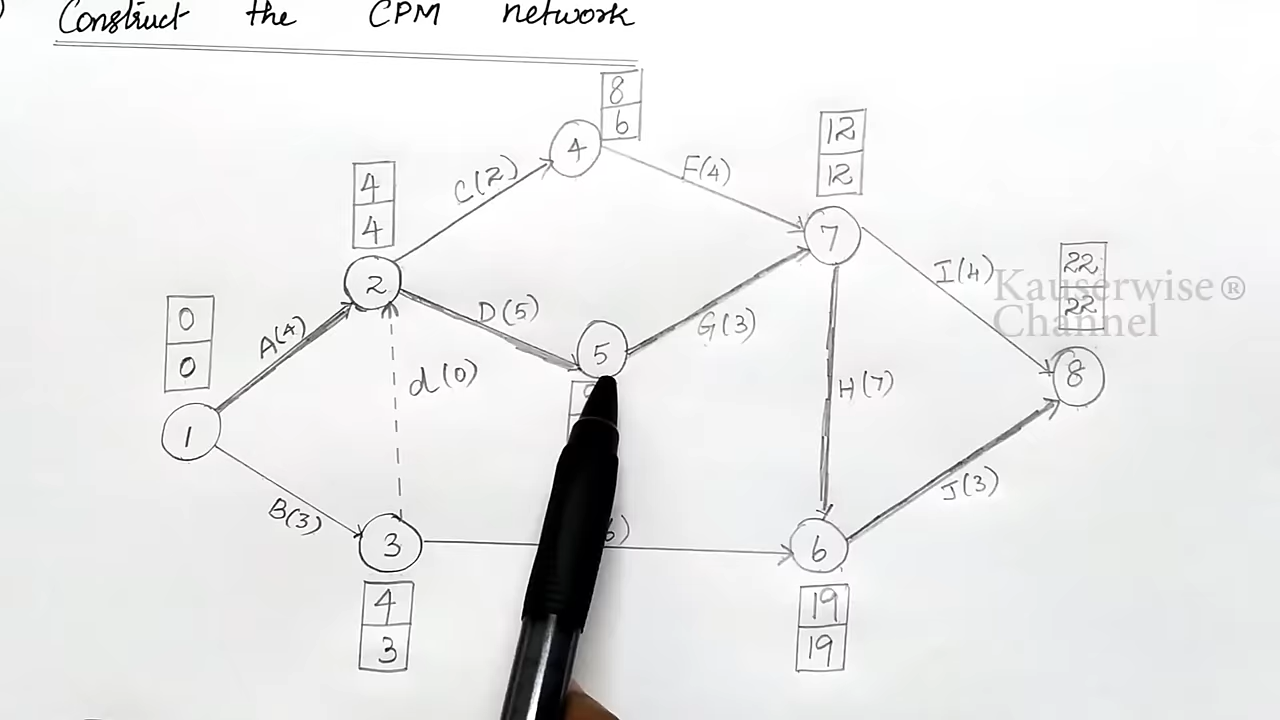 Construct the CPM network
8
6
4
F(4)
12
12
C(2)
4
4
7
2
I(4)
22
22
Kauserwise®
Channel
D(5)
0
0
A(4)
G(3)
5
8
d(0)
H(7)
1
J(3)
B(3)
3
6
4
3
19
19